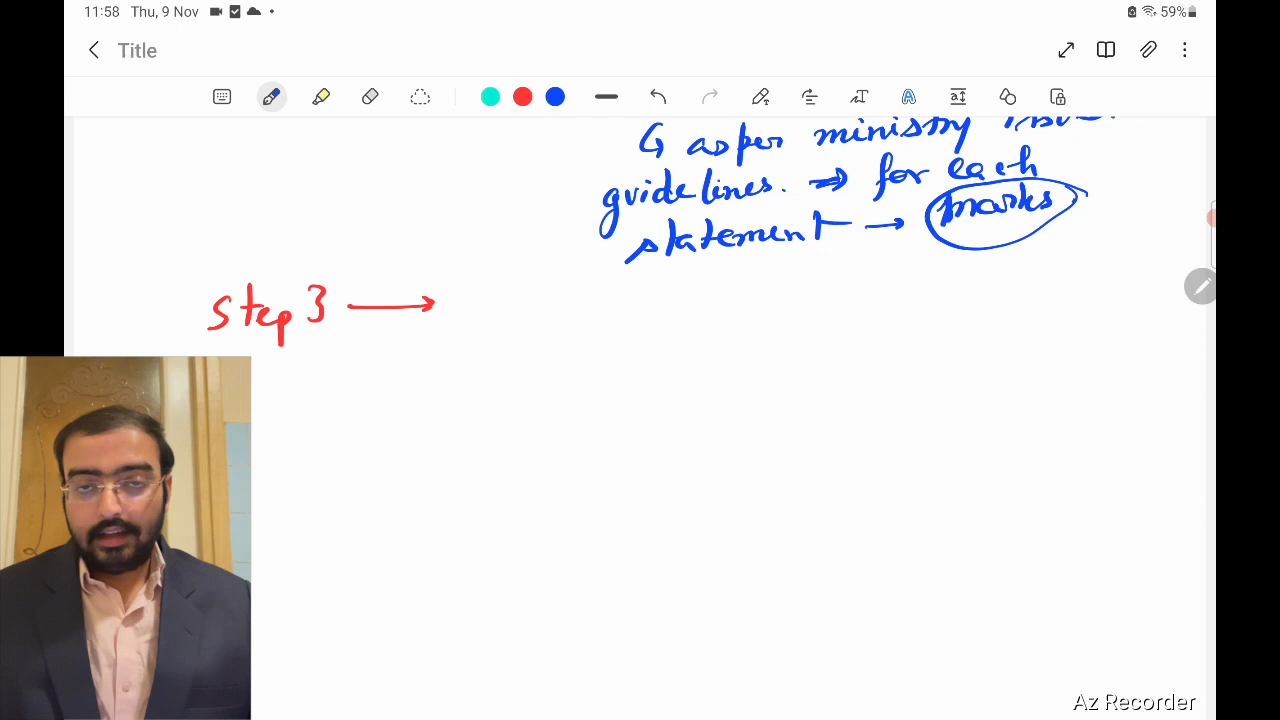 11:58 Thu, 9 Nov
59%
Title
as per ministry
guidelines. ⇒ for each
statement → marks
step 3 →
Az Recorder